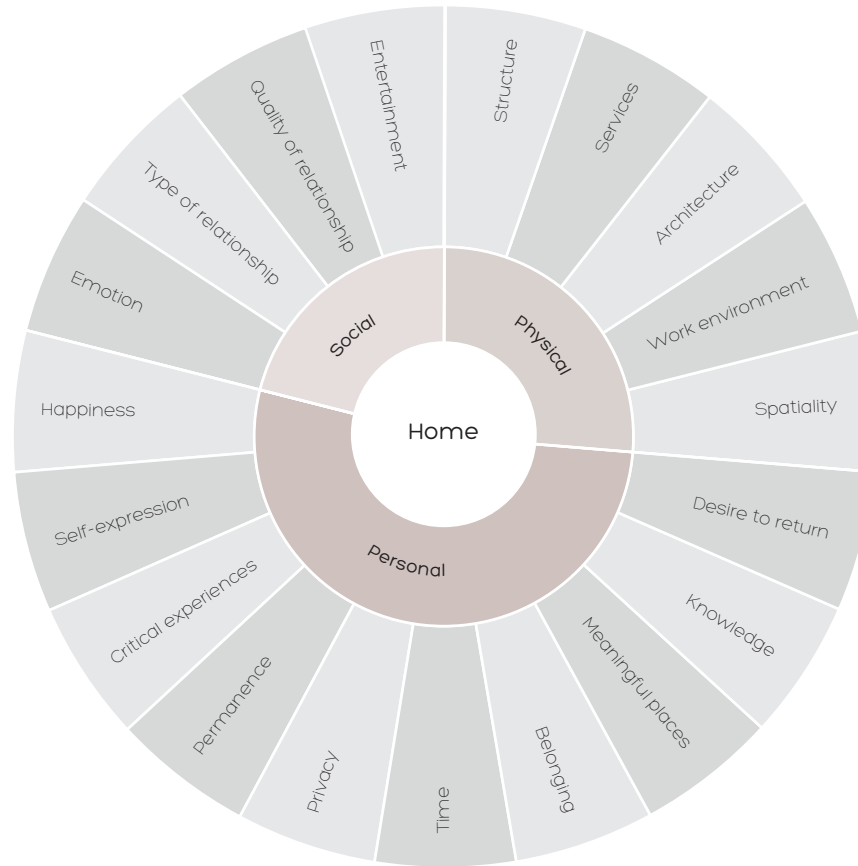 Home
Physical
Personal
Social
Structure
Services
Architecture
Work environment
Spatiality
Desire to return
Knowledge
Meaningful places
Belonging
Time
Privacy
Permanence
Critical experiences
Self-expression
Happiness
Emotion
Type of relationship
Quality of relationship
Entertainment